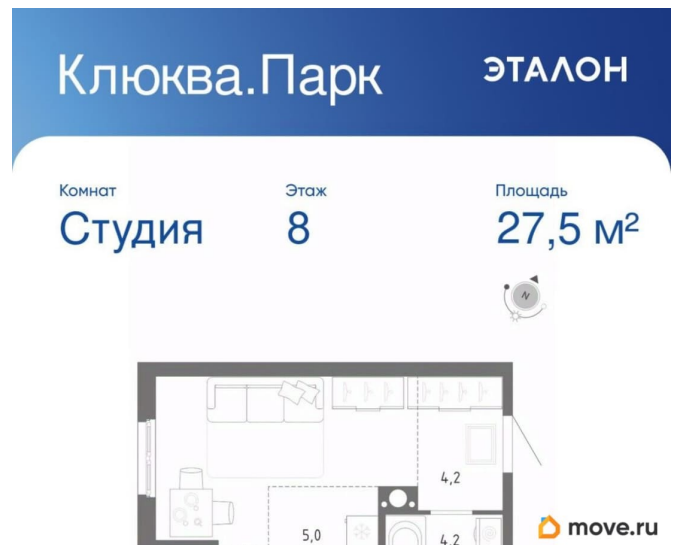 Клюква.Парк ЭТАЛОН
Комнат Этаж Площадь
Студия 8 27,5 м²
N
4,2
5,0 4,2
move.ru